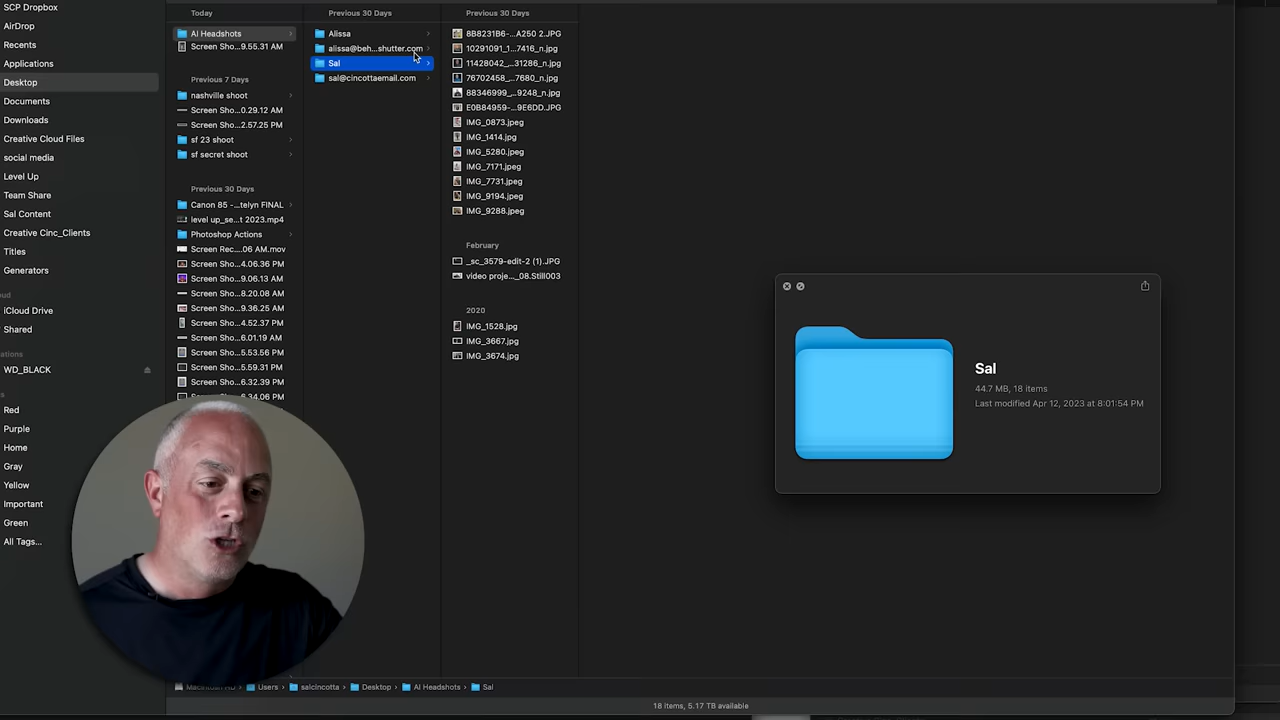 SCP Dropbox
AirDrop
Recents
Applications
Desktop
Documents
Downloads
Creative Cloud Files
social media
Level Up
Team Share
Sal Content
Creative Cinc_Clients
Titles
Generators
oud
iCloud Drive
Shared
ations
WD_BLACK
Red
Purple
Home
Gray
Yellow
Important
Green
All Tags...
Today
AI Headshots
Screen Sho...9.55.31 AM
Previous 7 Days
nashville shoot
Screen Sho...0.29.12 AM
Screen Sho...2.57.25 PM
sf 23 shoot
sf secret shoot
Previous 30 Days
Canon 85 -...telyn FINAL
level up_se...t 2023.mp4
Photoshop Actions
Screen Rec....06 AM.mov
Screen Sho...4.06.36 PM
Screen Sho...9.06.13 AM
Screen Sho...8.20.08 AM
Screen Sho...9.36.25 AM
Screen Sho...4.52.37 PM
Screen Sho...6.01.19 AM
Screen Sho...5.53.56 PM
Screen Sho...5.59.31 PM
Screen Sho...6.32.39 PM
Screen Sho...6.34.06 PM
Previous 30 Days
Alissa
alissa@beh...shutter.com
Sal
sal@cincottaemail.com
Previous 30 Days
8B8231B6-...A250 2.JPG
10291091_1...7416_n.jpg
11428042_...31286_n.jpg
76702458_...7680_n.jpg
88346999_...9248_n.jpg
E0B84959-...9E6DD.JPG
IMG_0873.jpeg
IMG_1414.jpg
IMG_5280.jpeg
IMG_7171.jpeg
IMG_7731.jpeg
IMG_9194.jpeg
IMG_9288.jpeg
February
_sc_3579-edit-2 (1).JPG
video proje..._08.Still003
2020
IMG_1528.jpg
IMG_3667.jpg
IMG_3674.jpg
Sal
44.7 MB, 18 items
Last modified Apr 12, 2023 at 8:01:54 PM
Macintosh HD › Users › salcincotta › Desktop › AI Headshots › Sal
18 items, 5.17 TB available